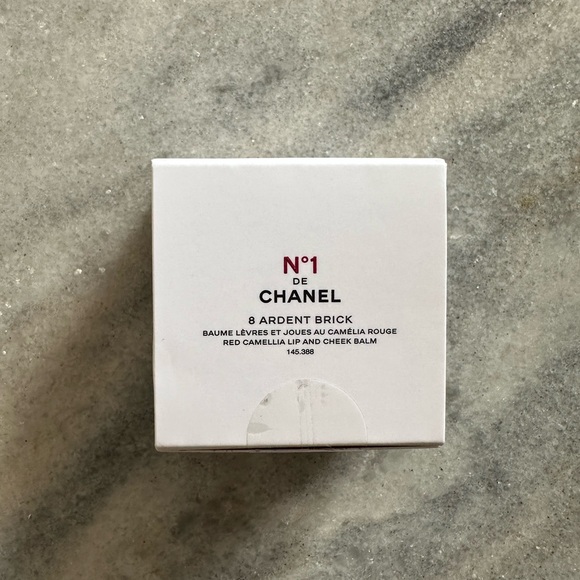 N°1
DE
CHANEL
8 ARDENT BRICK
BAUME LÈVRES ET JOUES AU CAMÉLIA ROUGE
RED CAMELLIA LIP AND CHEEK BALM
145.388